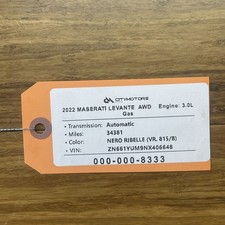 CITYMOTORS
2022 MASERATI LEVANTE AWD Engine: 3.0L
Gas
• Transmission: Automatic
• Miles: 34381
• Color: NERO RIBELLE (VR, 815/B)
• VIN: ZN661YUM9NX406648
000-000-8333